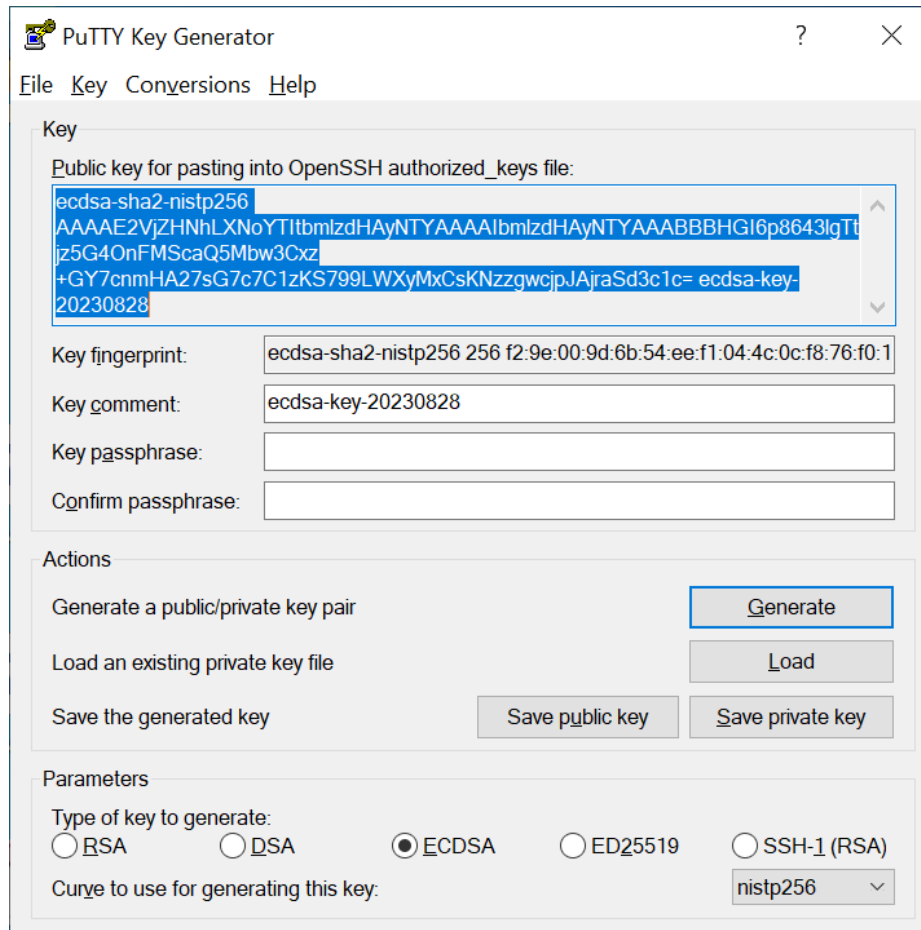 PuTTY Key Generator
?
File Key Conversions Help
Key
Public key for pasting into OpenSSH authorized_keys file:
ecdsa-sha2-nistp256
AAAAE2VjZHNhLXNoYTItbmlzdHAyNTYAAAAIbmlzdHAyNTYAAABBBHGI6p8643lgTt
jz5G4OnFMScaQ5Mbw3Cxz
+GY7cnmHA27sG7c7C1zKS799LWXyMxCsKNzzgwcjpJAjraSd3c1c= ecdsa-key-
20230828
Key fingerprint: ecdsa-sha2-nistp256 256 f2:9e:00:9d:6b:54:ee:f1:04:4c:0c:f8:76:f0:1
Key comment: ecdsa-key-20230828
Key passphrase:
Confirm passphrase:
Actions
Generate a public/private key pair Generate
Load an existing private key file Load
Save the generated key Save public key Save private key
Parameters
Type of key to generate:
RSA DSA ECDSA ED25519 SSH-1 (RSA)
Curve to use for generating this key: nistp256